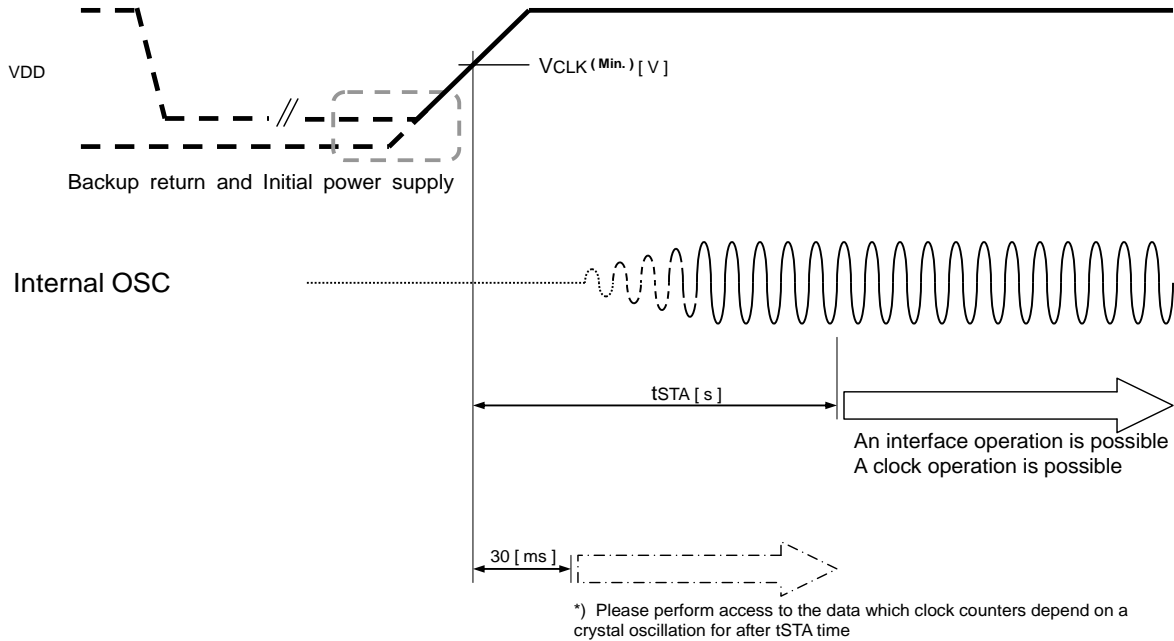 VDD
VCLK (Min.) [ V ]
Backup return and Initial power supply
Internal OSC
tSTA [ s ]
An interface operation is possible
A clock operation is possible
30 [ ms ]
*) Please perform access to the data which clock counters depend on a
crystal oscillation for after tSTA time